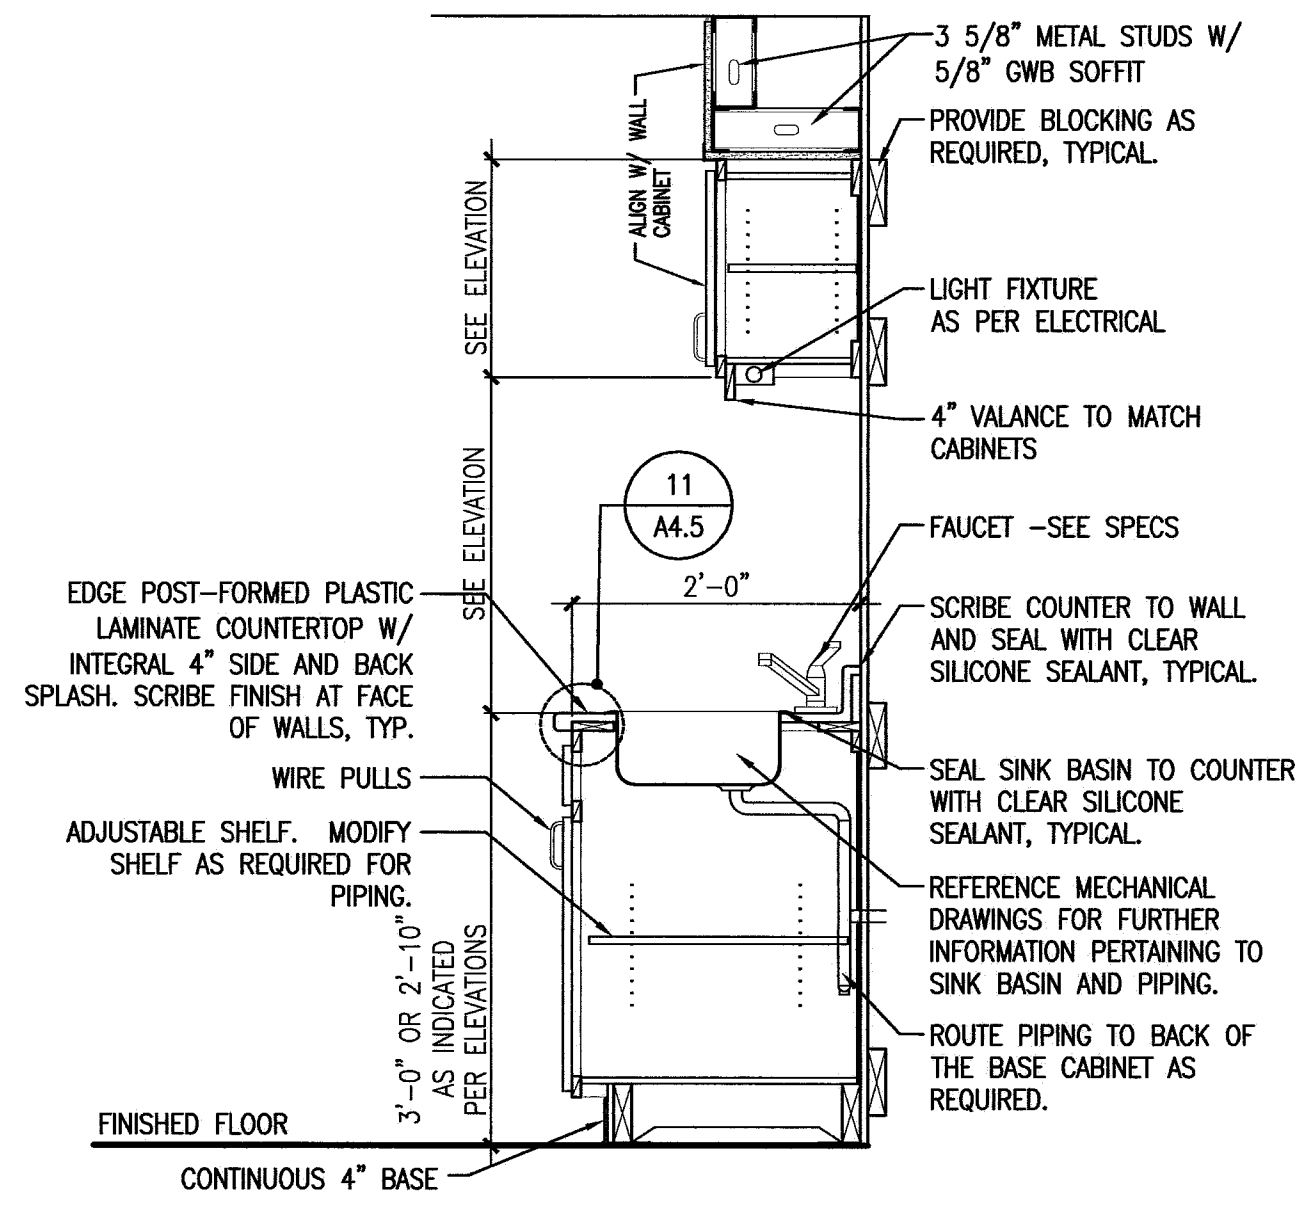 3 5/8" METAL STUDS W/
5/8" GWB SOFFIT
PROVIDE BLOCKING AS
REQUIRED, TYPICAL.
ALIGN W/ WALL
CABINET
SEE ELEVATION
LIGHT FIXTURE
AS PER ELECTRICAL
4" VALANCE TO MATCH
CABINETS
11
A4.5
SEE ELEVATION
FAUCET -SEE SPECS
2'-0"
EDGE POST-FORMED PLASTIC
LAMINATE COUNTERTOP W/
INTEGRAL 4" SIDE AND BACK
SPLASH. SCRIBE FINISH AT FACE
OF WALLS, TYP.
SCRIBE COUNTER TO WALL
AND SEAL WITH CLEAR
SILICONE SEALANT, TYPICAL.
WIRE PULLS
SEAL SINK BASIN TO COUNTER
WITH CLEAR SILICONE
SEALANT, TYPICAL.
ADJUSTABLE SHELF. MODIFY
SHELF AS REQUIRED FOR
PIPING.
REFERENCE MECHANICAL
DRAWINGS FOR FURTHER
INFORMATION PERTAINING TO
SINK BASIN AND PIPING.
3'-0" OR 2'-10"
AS INDICATED
PER ELEVATIONS
ROUTE PIPING TO BACK OF
THE BASE CABINET AS
REQUIRED.
FINISHED FLOOR
CONTINUOUS 4" BASE